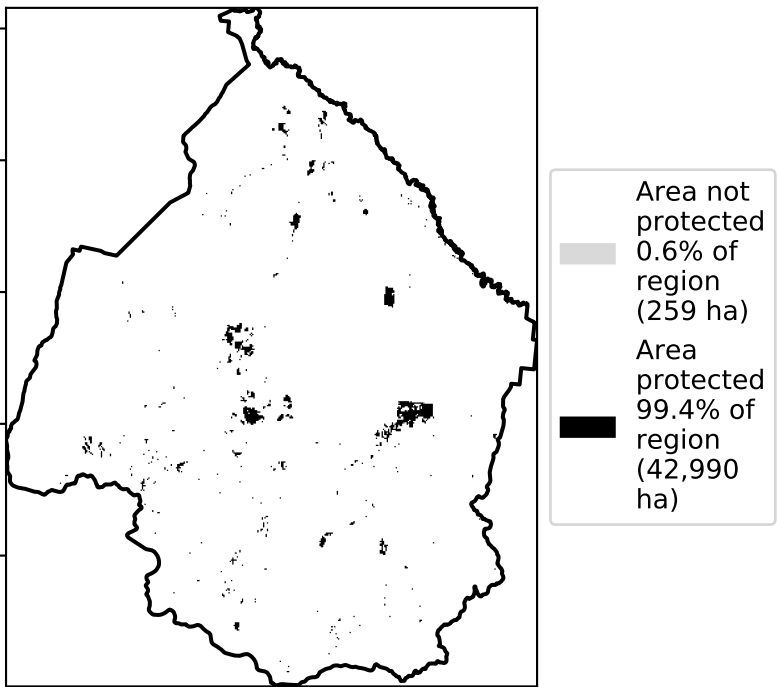 Area not
protected
0.6% of
region
(259 ha)
Area
protected
99.4% of
region
(42,990
ha)